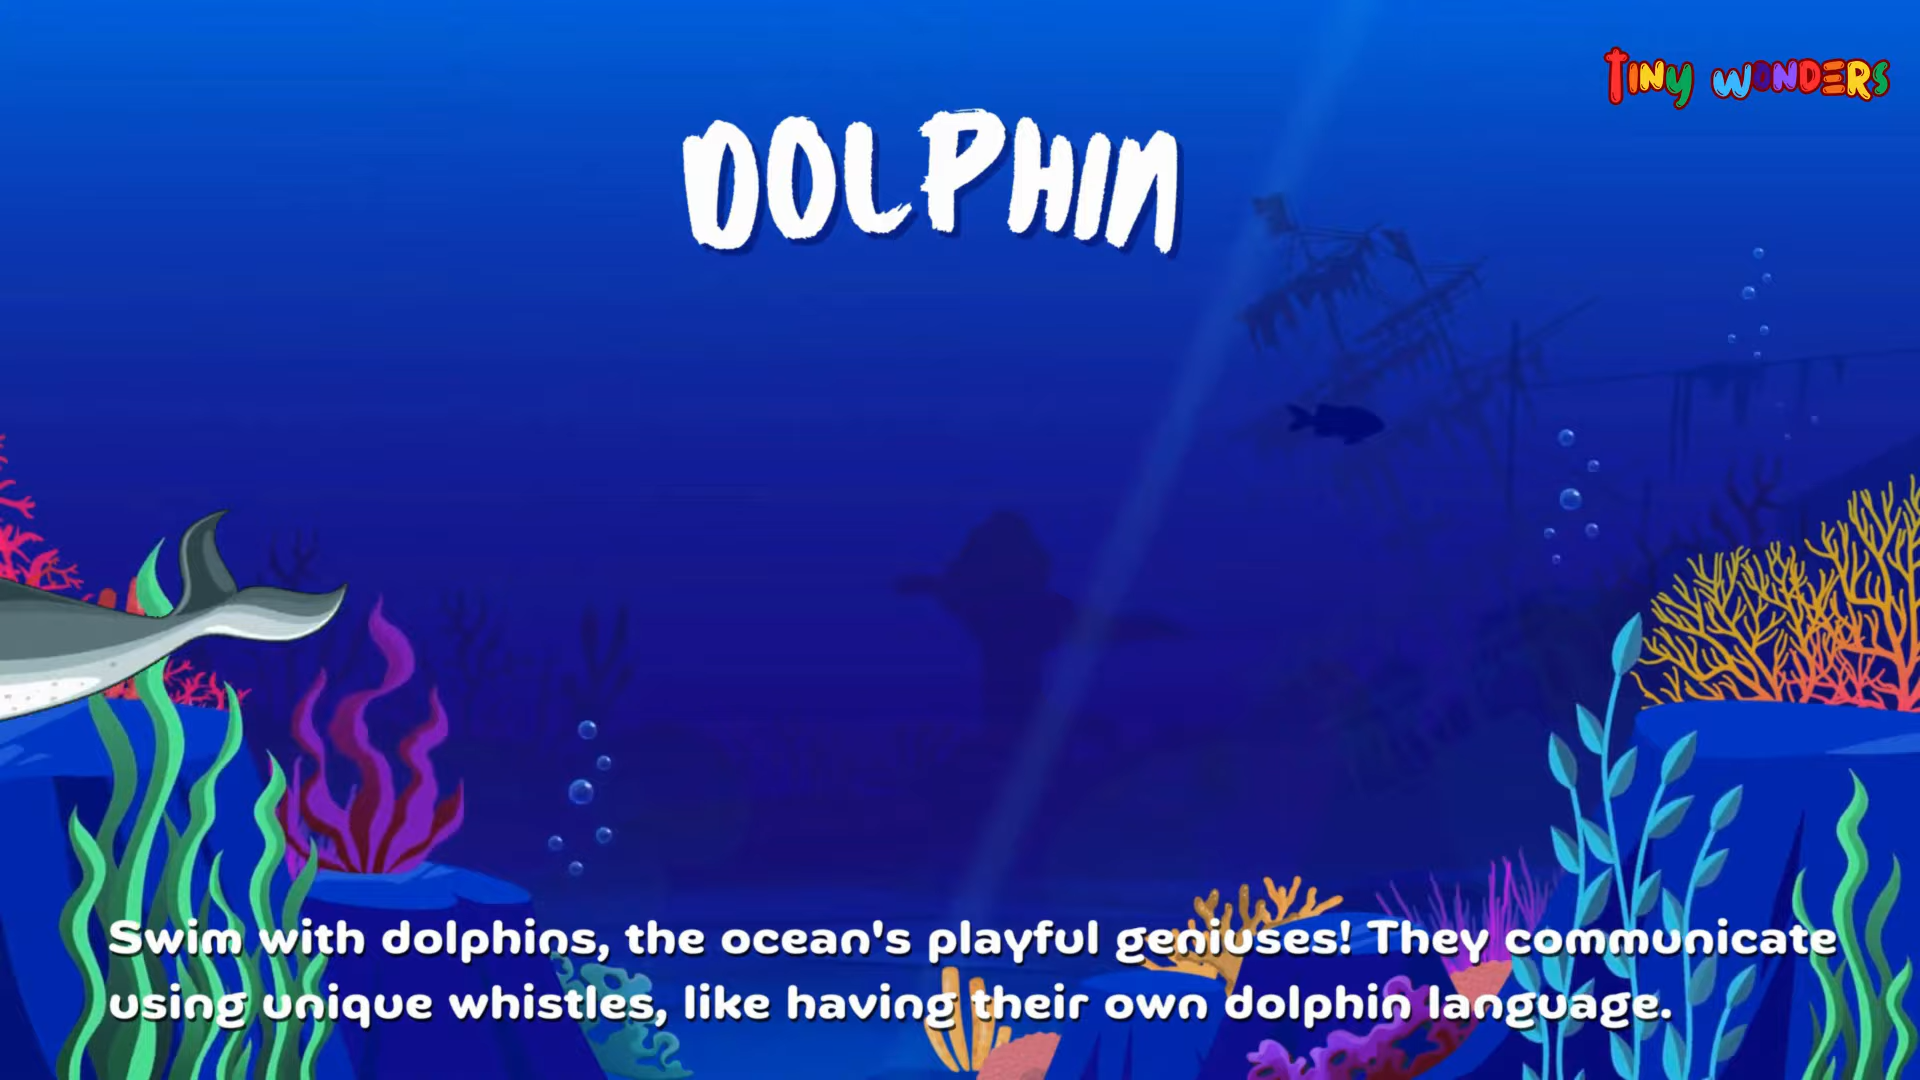 TINY WONDERS
DOLPHIN
Swim with dolphins, the ocean's playful geniuses! They communicate
using unique whistles, like having their own dolphin language.